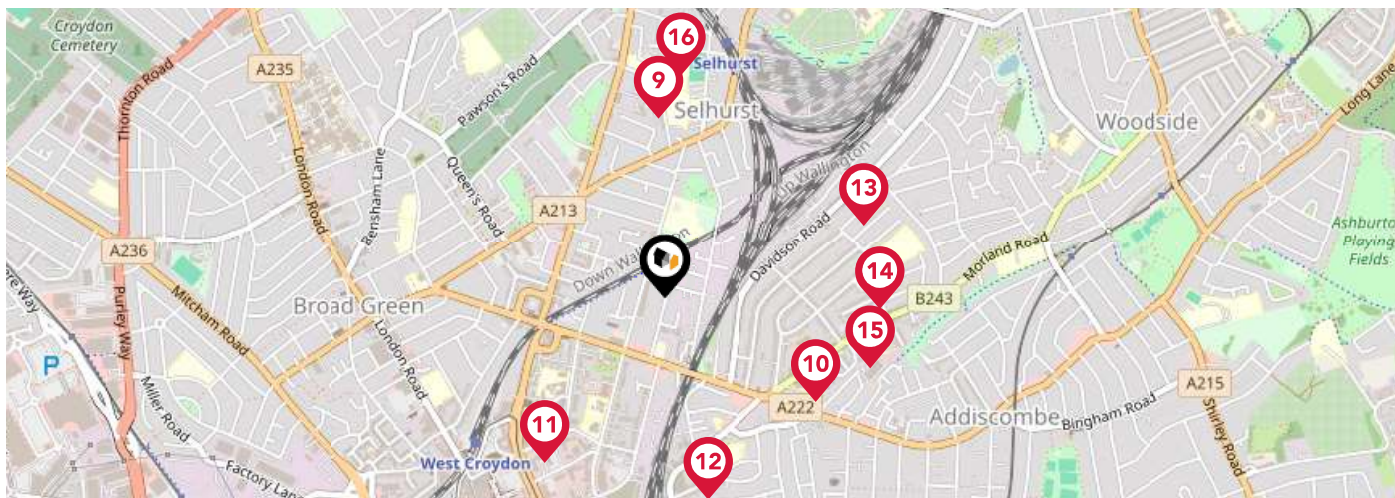 Croydon
Cemetery
A235
Thornton Road
Pawson's Road
16
Selhurst
9
Selhurst
Long Lane
Woodside
London Road
Bensham Lane
Queen's Road
A213
Up Wallington
13
A236
Down Wallington
Davidson Road
Morland Road
Ashburton
Playing
Fields
14
B243
Purley Way
Mitcham Road
Broad Green
London Road
15
P
10
A222
A215
Addiscombe
Bingham Road
Miller Road
11
Shirley Road
West Croydon
Factory Lane
12